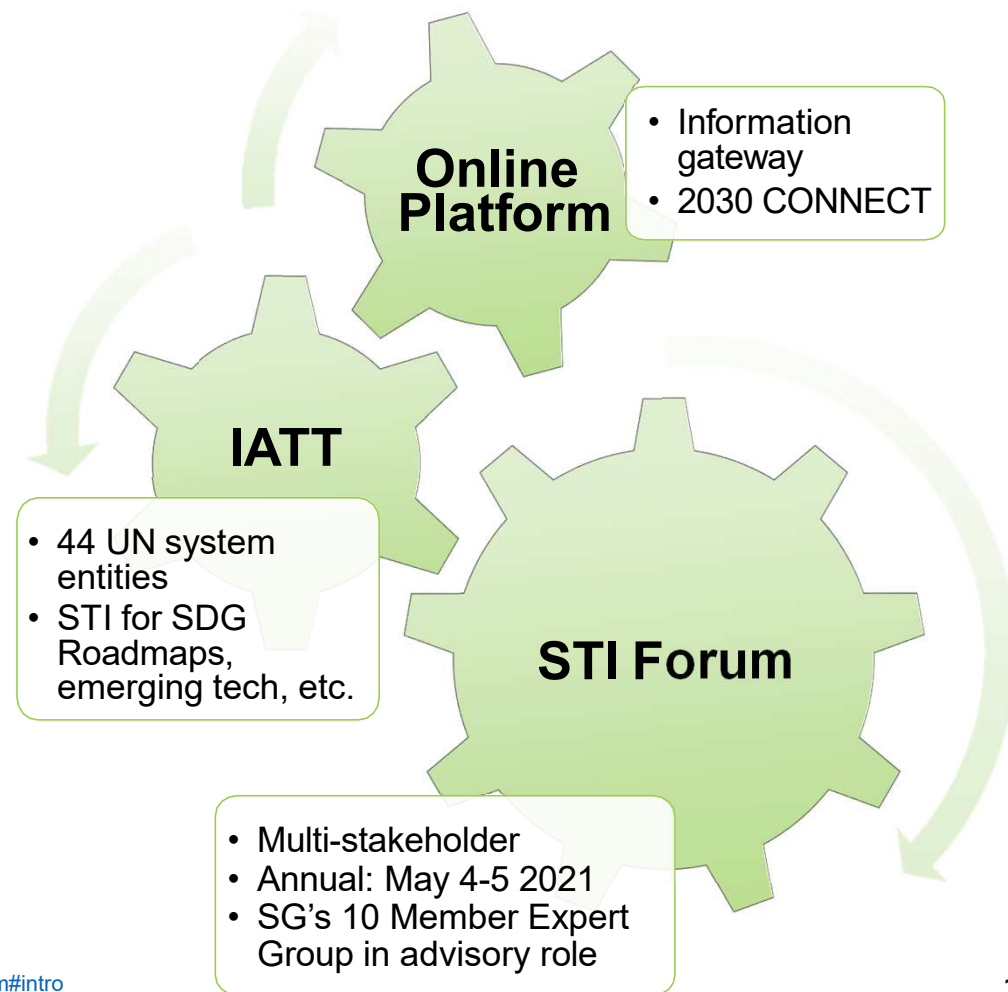 Online
Platform
• Information
gateway
• 2030 CONNECT
IATT
• 44 UN system
entities
• STI for SDG
Roadmaps,
emerging tech, etc.
STI Forum
• Multi-stakeholder
• Annual: May 4-5 2021
• SG's 10 Member Expert
Group in advisory role
m#intro